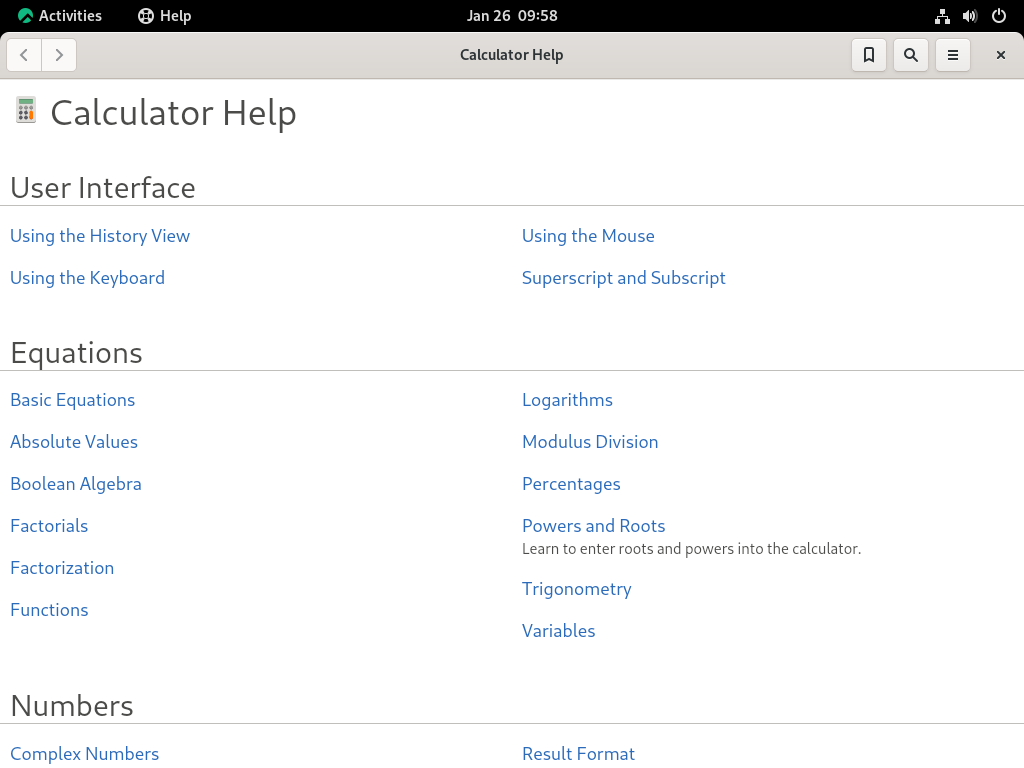 Activities
Help
Jan 26 09:58
Calculator Help
Calculator Help
User Interface
Using the History View
Using the Mouse
Using the Keyboard
Superscript and Subscript
Equations
Basic Equations
Logarithms
Absolute Values
Modulus Division
Boolean Algebra
Percentages
Factorials
Powers and Roots
Learn to enter roots and powers into the calculator.
Factorization
Trigonometry
Functions
Variables
Numbers
Complex Numbers
Result Format